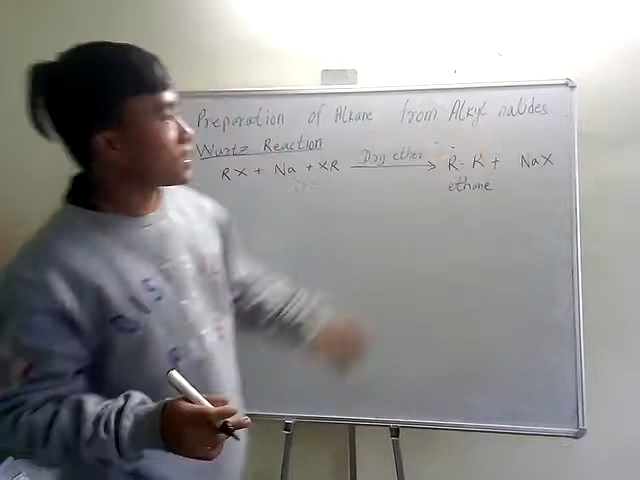 Preparation of Alkane from Alkyl halides
Wurtz Reaction
RX + Na + XR Dry ether → R - R + NaX
ethane